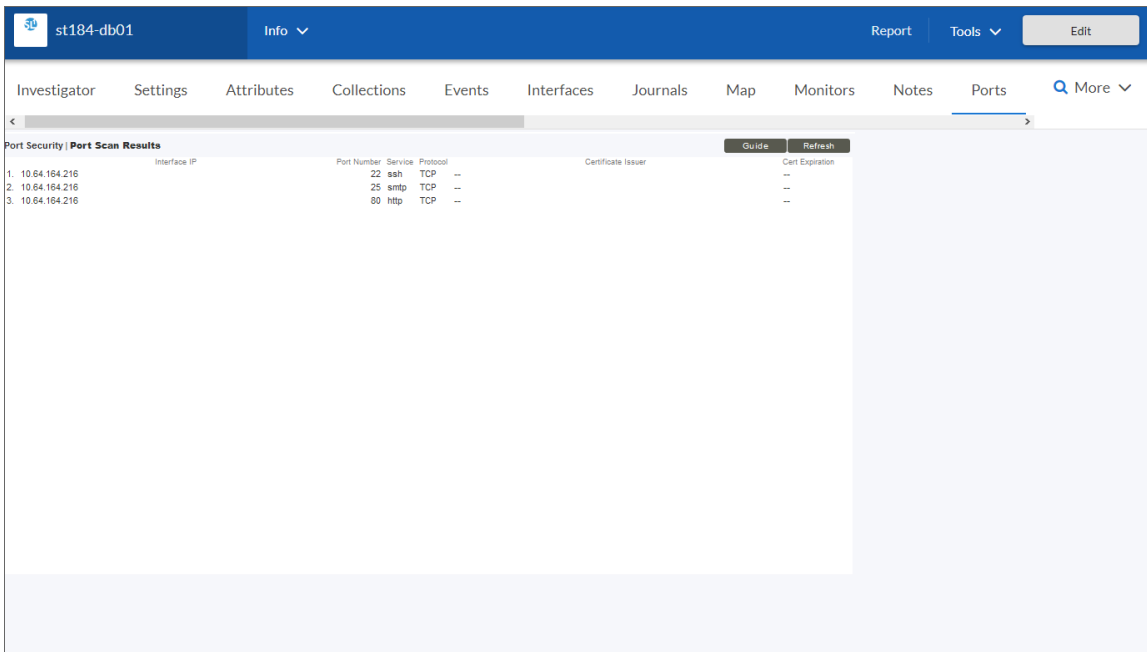 st184-db01 Info Report Tools Edit
Investigator Settings Attributes Collections Events Interfaces Journals Map Monitors Notes Ports More
Port Security | Port Scan Results Guide Refresh
Interface IP Port Number Service Protocol Certificate Issuer Cert Expiration
1. 10.64.164.216 22 ssh TCP -- --
2. 10.64.164.216 25 smtp TCP -- --
3. 10.64.164.216 80 http TCP -- --